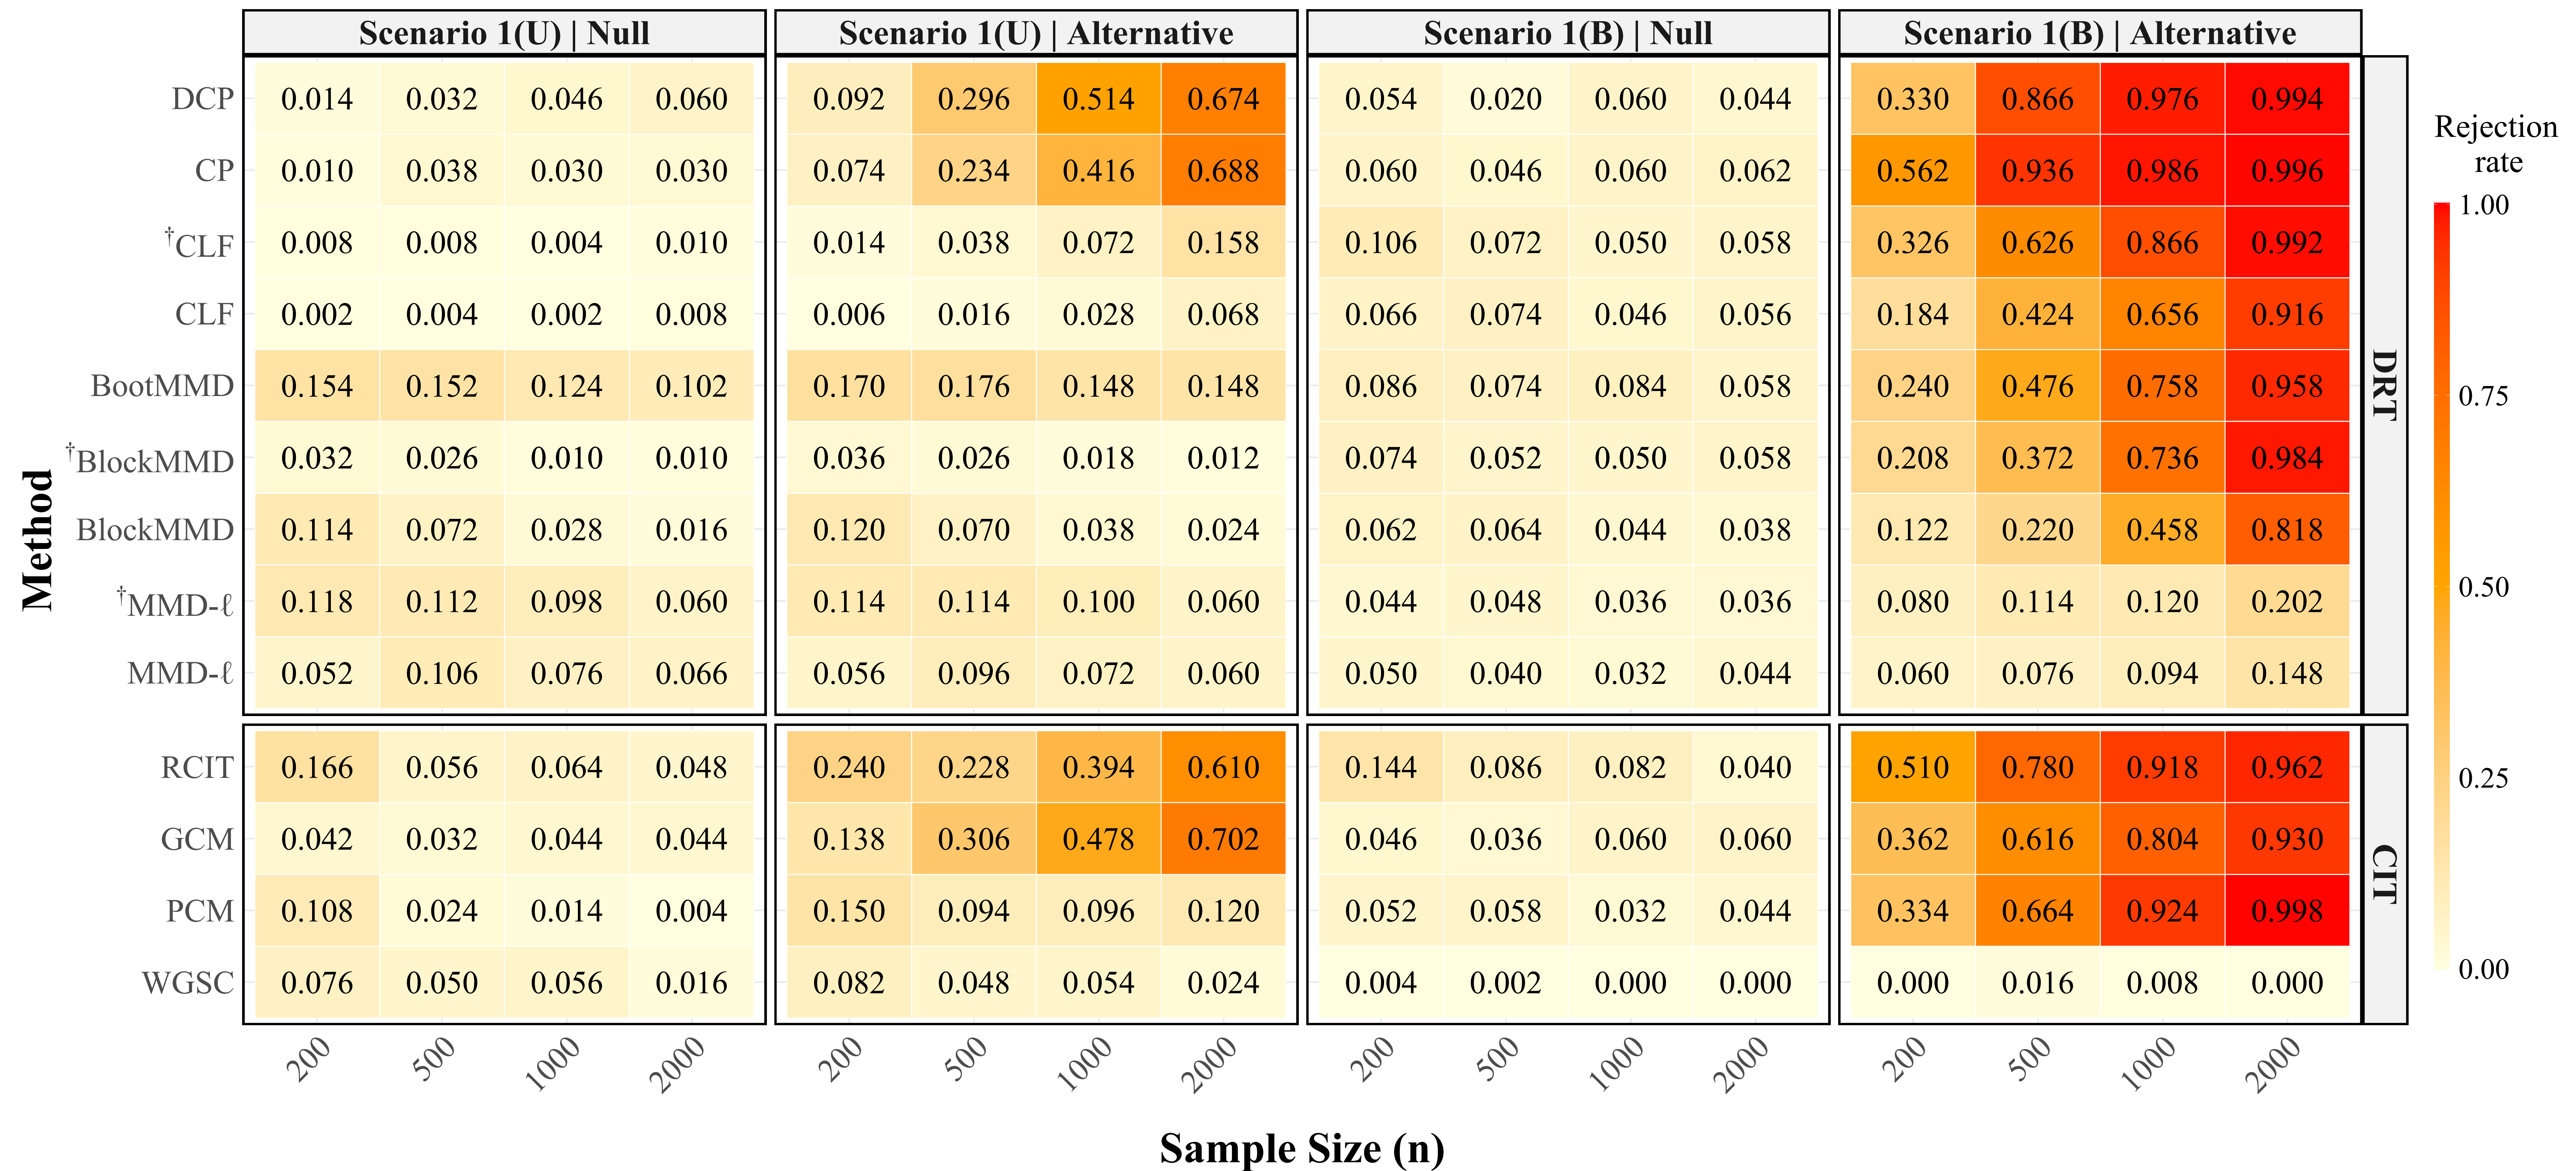 Scenario 1(U) | Null Scenario 1(U) | Alternative Scenario 1(B) | Null Scenario 1(B) | Alternative
DCP 0.014 0.032 0.046 0.060 0.092 0.296 0.514 0.674 0.054 0.020 0.060 0.044 0.330 0.866 0.976 0.994
CP 0.010 0.038 0.030 0.030 0.074 0.234 0.416 0.688 0.060 0.046 0.060 0.062 0.562 0.936 0.986 0.996
†CLF 0.008 0.008 0.004 0.010 0.014 0.038 0.072 0.158 0.106 0.072 0.050 0.058 0.326 0.626 0.866 0.992
CLF 0.002 0.004 0.002 0.008 0.006 0.016 0.028 0.068 0.066 0.074 0.046 0.056 0.184 0.424 0.656 0.916
BootMMD 0.154 0.152 0.124 0.102 0.170 0.176 0.148 0.148 0.086 0.074 0.084 0.058 0.240 0.476 0.758 0.958
†BlockMMD 0.032 0.026 0.010 0.010 0.036 0.026 0.018 0.012 0.074 0.052 0.050 0.058 0.208 0.372 0.736 0.984
BlockMMD 0.114 0.072 0.028 0.016 0.120 0.070 0.038 0.024 0.062 0.064 0.044 0.038 0.122 0.220 0.458 0.818
†MMD-ℓ 0.118 0.112 0.098 0.060 0.114 0.114 0.100 0.060 0.044 0.048 0.036 0.036 0.080 0.114 0.120 0.202
MMD-ℓ 0.052 0.106 0.076 0.066 0.056 0.096 0.072 0.060 0.050 0.040 0.032 0.044 0.060 0.076 0.094 0.148
DRT
RCIT 0.166 0.056 0.064 0.048 0.240 0.228 0.394 0.610 0.144 0.086 0.082 0.040 0.510 0.780 0.918 0.962
GCM 0.042 0.032 0.044 0.044 0.138 0.306 0.478 0.702 0.046 0.036 0.060 0.060 0.362 0.616 0.804 0.930
PCM 0.108 0.024 0.014 0.004 0.150 0.094 0.096 0.120 0.052 0.058 0.032 0.044 0.334 0.664 0.924 0.998
WGSC 0.076 0.050 0.056 0.016 0.082 0.048 0.054 0.024 0.004 0.002 0.000 0.000 0.000 0.016 0.008 0.000
CIT
200 500 1000 2000 200 500 1000 2000 200 500 1000 2000 200 500 1000 2000
Sample Size (n)
Method
Rejection
rate
1.00
0.75
0.50
0.25
0.00